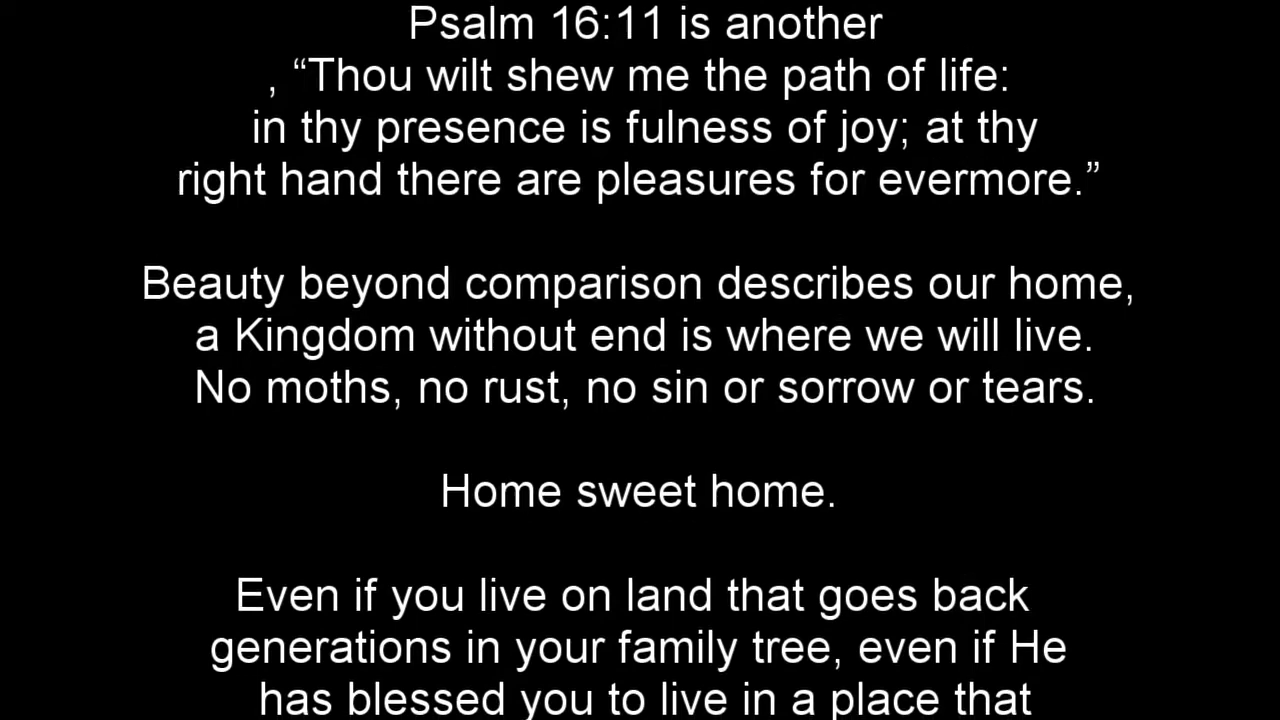 Psalm 16:11 is another
, “Thou wilt shew me the path of life:
in thy presence is fulness of joy; at thy
right hand there are pleasures for evermore.”
Beauty beyond comparison describes our home,
a Kingdom without end is where we will live.
No moths, no rust, no sin or sorrow or tears.
Home sweet home.
Even if you live on land that goes back
generations in your family tree, even if He
has blessed you to live in a place that